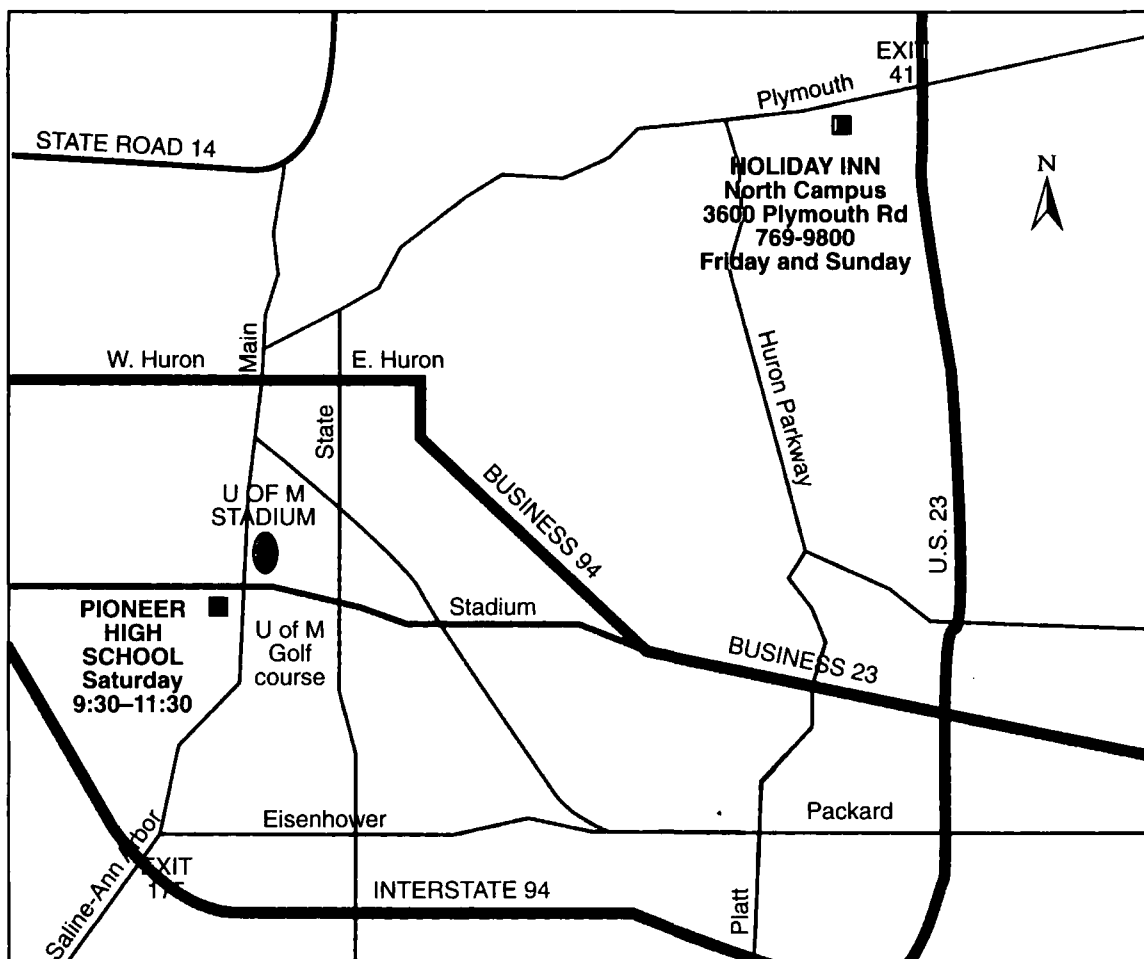 EXIT
41
Plymouth
STATE ROAD 14
HOLIDAY INN
North Campus
3600 Plymouth Rd
769-9800
Friday and Sunday
N
W. Huron
Main
E. Huron
State
Huron Parkway
U OF M
STADIUM
BUSINESS 94
U.S. 23
Stadium
PIONEER
HIGH
SCHOOL
Saturday
9:30–11:30
U of M
Golf
course
BUSINESS 23
Eisenhower
Packard
Saline-Ann Arbor
EXIT
INTERSTATE 94
Platt